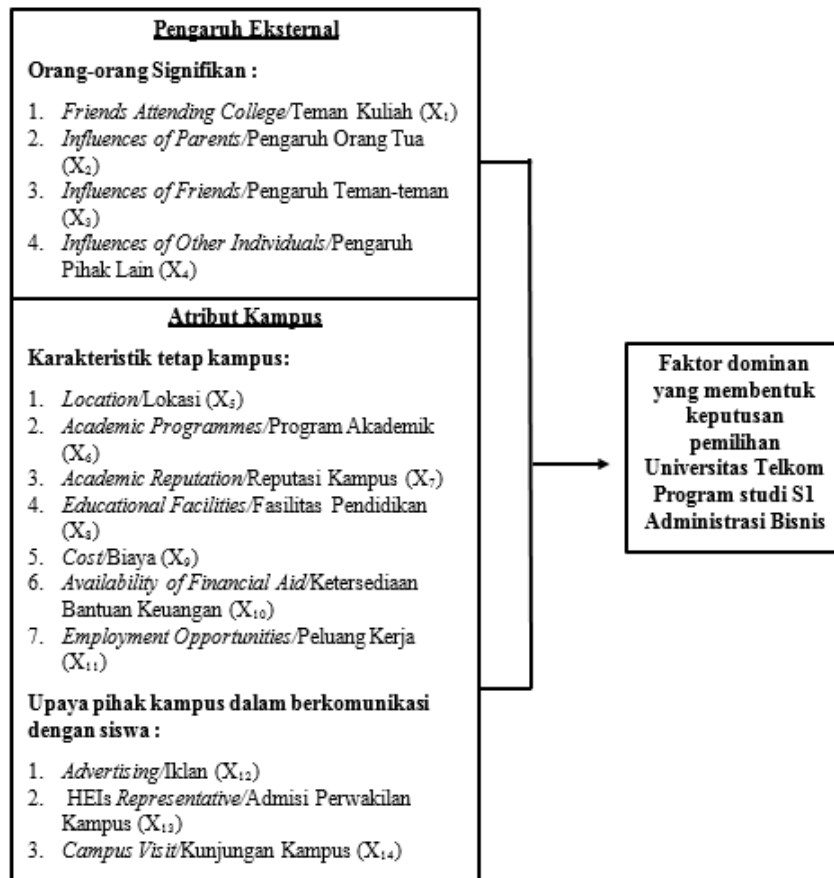 Pengaruh Eksternal
Orang-orang Signifikan :
1. Friends Attending College/Teman Kuliah (X₁)
2. Influences of Parents/Pengaruh Orang Tua
(X₂)
3. Influences of Friends/Pengaruh Teman-teman
(X₃)
4. Influences of Other Individuals/Pengaruh
Pihak Lain (X₄)
Atribut Kampus
Karakteristik tetap kampus:
1. Location/Lokasi (X₅)
2. Academic Programmes/Program Akademik
(X₆)
3. Academic Reputation/Reputasi Kampus (X₇)
4. Educational Facilities/Fasilitas Pendidikan
(X₈)
5. Cost/Biaya (X₉)
6. Availability of Financial Aid/Ketersediaan
Bantuan Keuangan (X₁₀)
7. Employment Opportunities/Peluang Kerja
(X₁₁)
Upaya pihak kampus dalam berkomunikasi
dengan siswa :
1. Advertising/Iklan (X₁₂)
2. HEIs Representative/Admisi Perwakilan
Kampus (X₁₃)
3. Campus Visit/Kunjungan Kampus (X₁₄)
Faktor dominan
yang membentuk
keputusan
pemilihan
Universitas Telkom
Program studi S1
Administrasi Bisnis